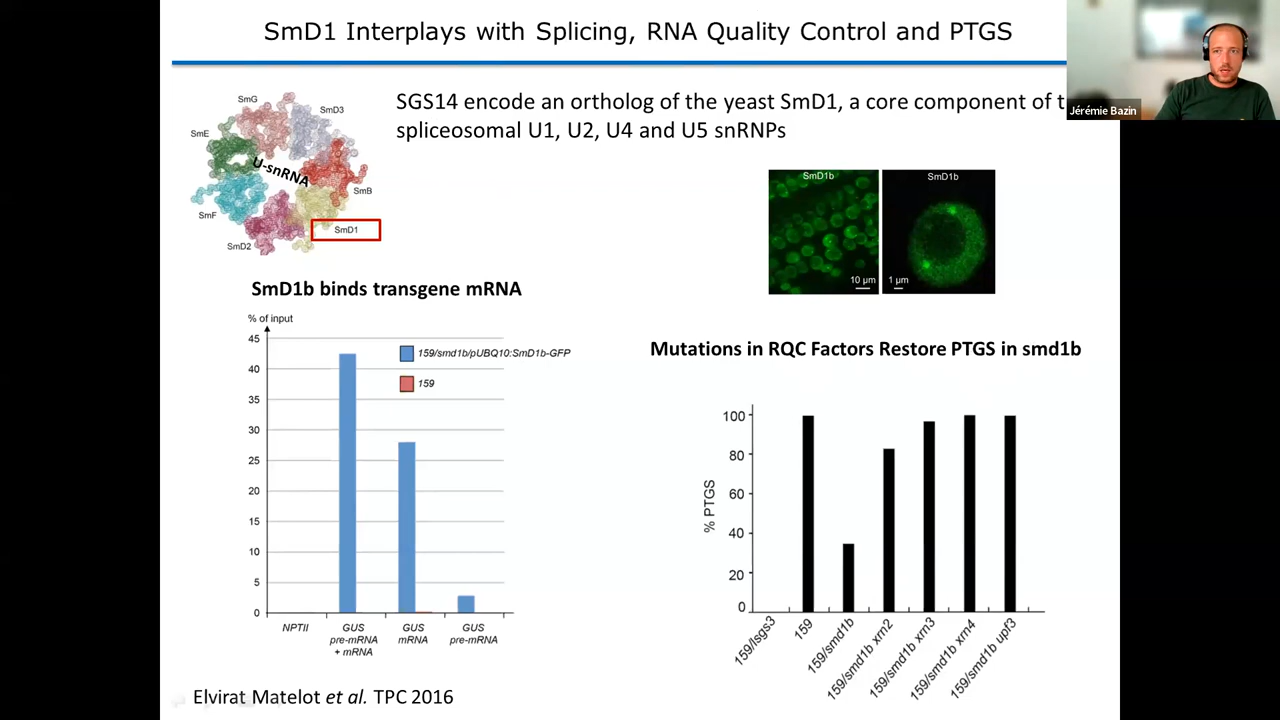 SmD1 Interplays with Splicing, RNA Quality Control and PTGS
Jérémie Bazin
SGS14 encode an ortholog of the yeast SmD1, a core component of t
spliceosomal U1, U2, U4 and U5 snRNPs
SmG
SmD3
SmE
U-snRNA
SmB
SmF
SmD1
SmD2
SmD1b
SmD1b
10 µm
1 µm
SmD1b binds transgene mRNA
% of input
45
40
35
30
25
20
15
10
5
0
159/smd1b/pUBQ10:SmD1b-GFP
159
NPTII
GUS
pre-mRNA
+ mRNA
GUS
mRNA
GUS
pre-mRNA
Mutations in RQC Factors Restore PTGS in smd1b
% PTGS
100
80
60
40
20
0
159/sgs3
159
159/smd1b
159/smd1b xrn2
159/smd1b xrn3
159/smd1b xrn4
159/smd1b upf3
Elvirat Matelot et al. TPC 2016